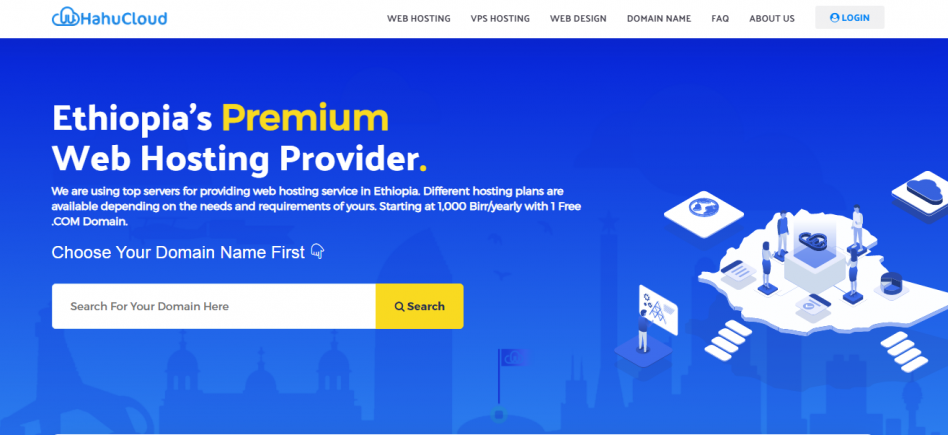 HahuCloud
WEB HOSTING VPS HOSTING WEB DESIGN DOMAIN NAME FAQ ABOUT US LOGIN
Ethiopia's Premium
Web Hosting Provider.
We are using top servers for providing web hosting service in Ethiopia. Different hosting plans are
available depending on the needs and requirements of yours. Starting at 1,000 Birr/yearly with 1 Free
.COM Domain.
Choose Your Domain Name First 👇
Search For Your Domain Here Search